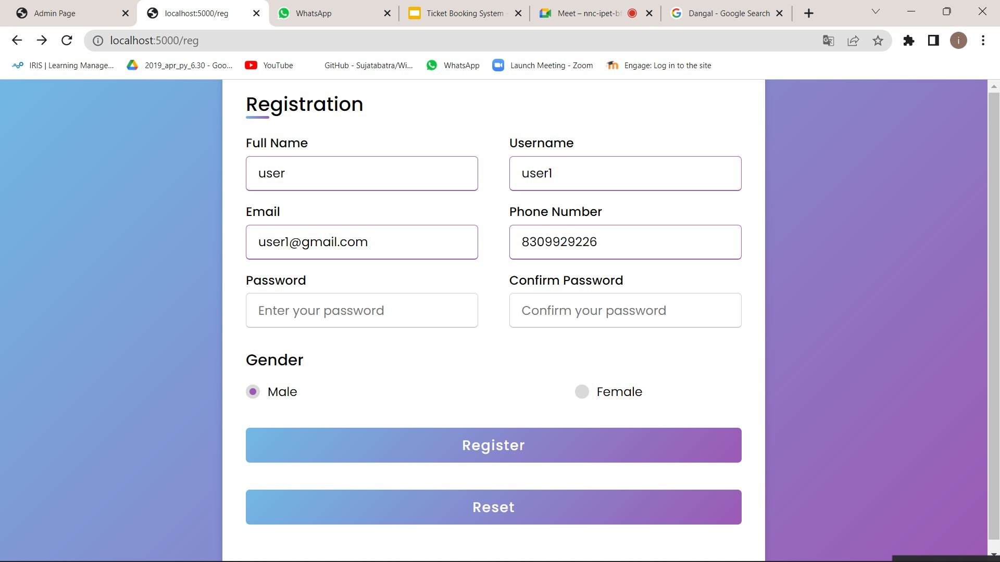 Admin Page
localhost:5000/reg
WhatsApp
Ticket Booking System -
Meet – nnc-ipet-bf
Dangal - Google Search
localhost:5000/reg
i
IRIS | Learning Manage...
2019_apr_py_6.30 - Goo...
YouTube
GitHub - Sujatabatra/Wi...
WhatsApp
Launch Meeting - Zoom
Engage: Log in to the site
Registration
Full Name
Username
user
user1
Email
Phone Number
user1@gmail.com
8309929226
Password
Confirm Password
Enter your password
Confirm your password
Gender
Male
Female
Register
Reset